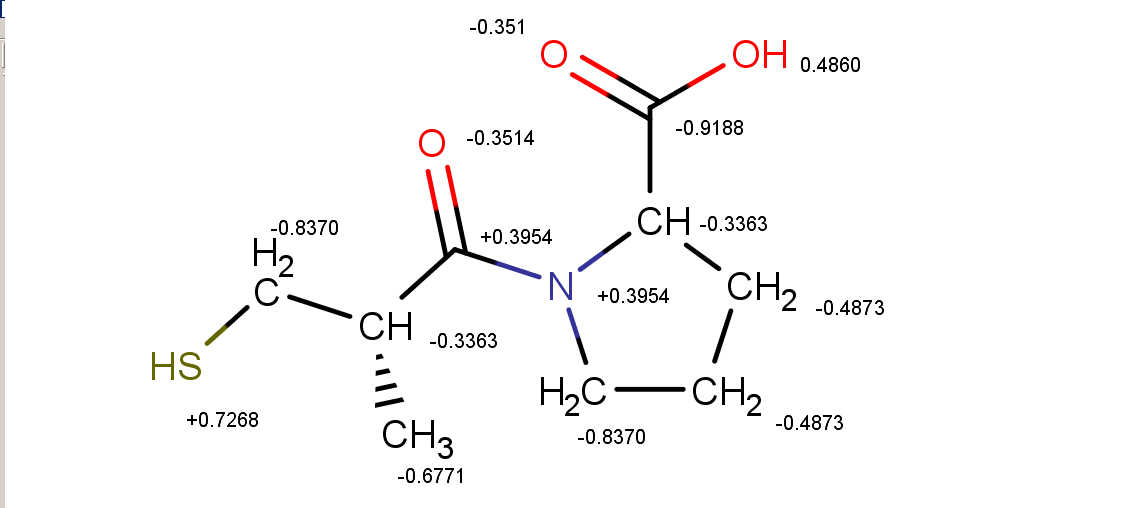 -0.351
O
OH 0.4860
-0.9188
O -0.3514
CH -0.3363
-0.8370
H2
C
+0.3954
N +0.3954
CH2 -0.4873
CH -0.3363
HS
+0.7268
H2C
-0.8370
CH2
-0.4873
CH3
-0.6771